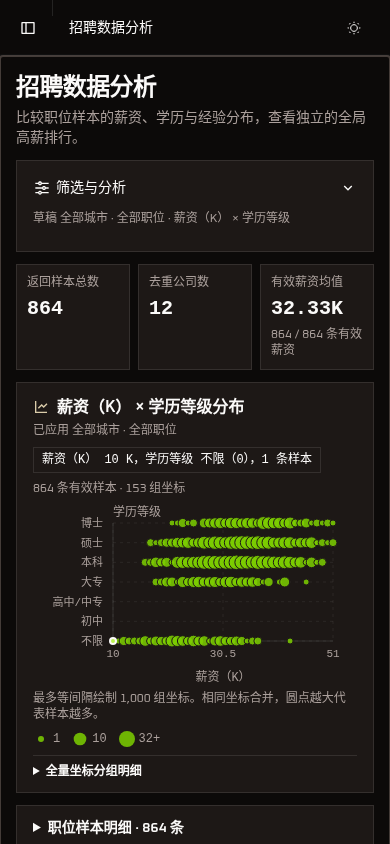 招聘数据分析
招聘数据分析
比较职位样本的薪资、学历与经验分布，查看独立的全局
高薪排行。
筛选与分析
草稿 全部城市 · 全部职位 · 薪资（K） × 学历等级
返回样本总数
864
去重公司数
12
有效薪资均值
32.33K
864 / 864 条有效
薪资
薪资（K） × 学历等级分布
已应用 全部城市 · 全部职位
薪资（K） 10 K，学历等级 不限（0），1 条样本
864 条有效样本 · 153 组坐标
学历等级
博士
硕士
本科
大专
高中/中专
初中
不限
10 30.5 51
薪资（K）
最多等间隔绘制 1,000 组坐标。相同坐标合并，圆点越大代
表样本越多。
1 10 32+
全量坐标分组明细
职位样本明细 · 864 条